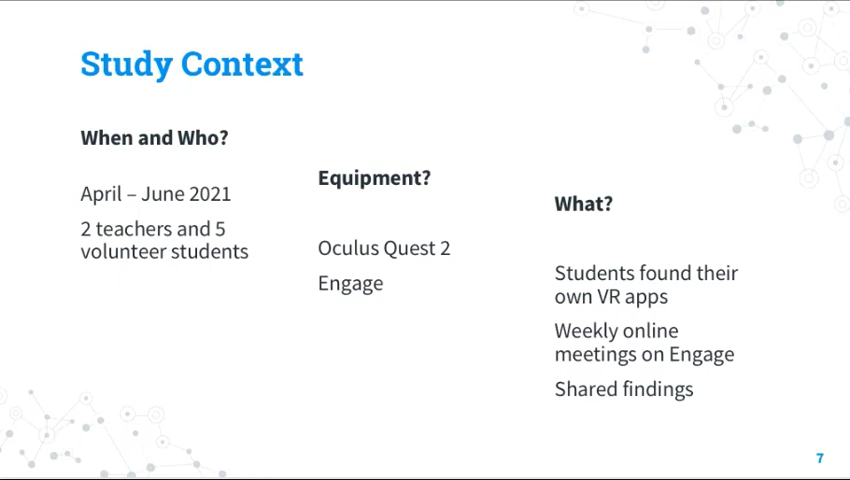 Study Context
When and Who?
April – June 2021
2 teachers and 5
volunteer students
Equipment?
Oculus Quest 2
Engage
What?
Students found their
own VR apps
Weekly online
meetings on Engage
Shared findings
7